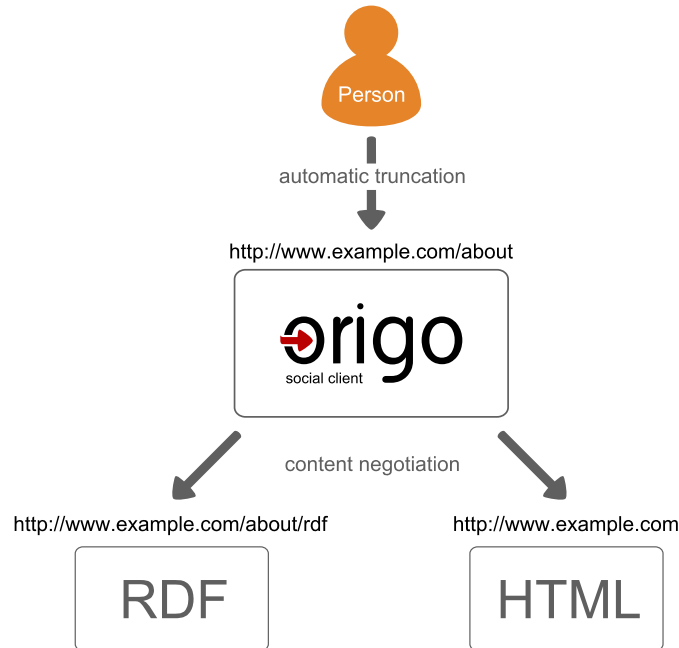 Person
automatic truncation
http://www.example.com/about
origo
social client
content negotiation
http://www.example.com/about/rdf
http://www.example.com
RDF
HTML